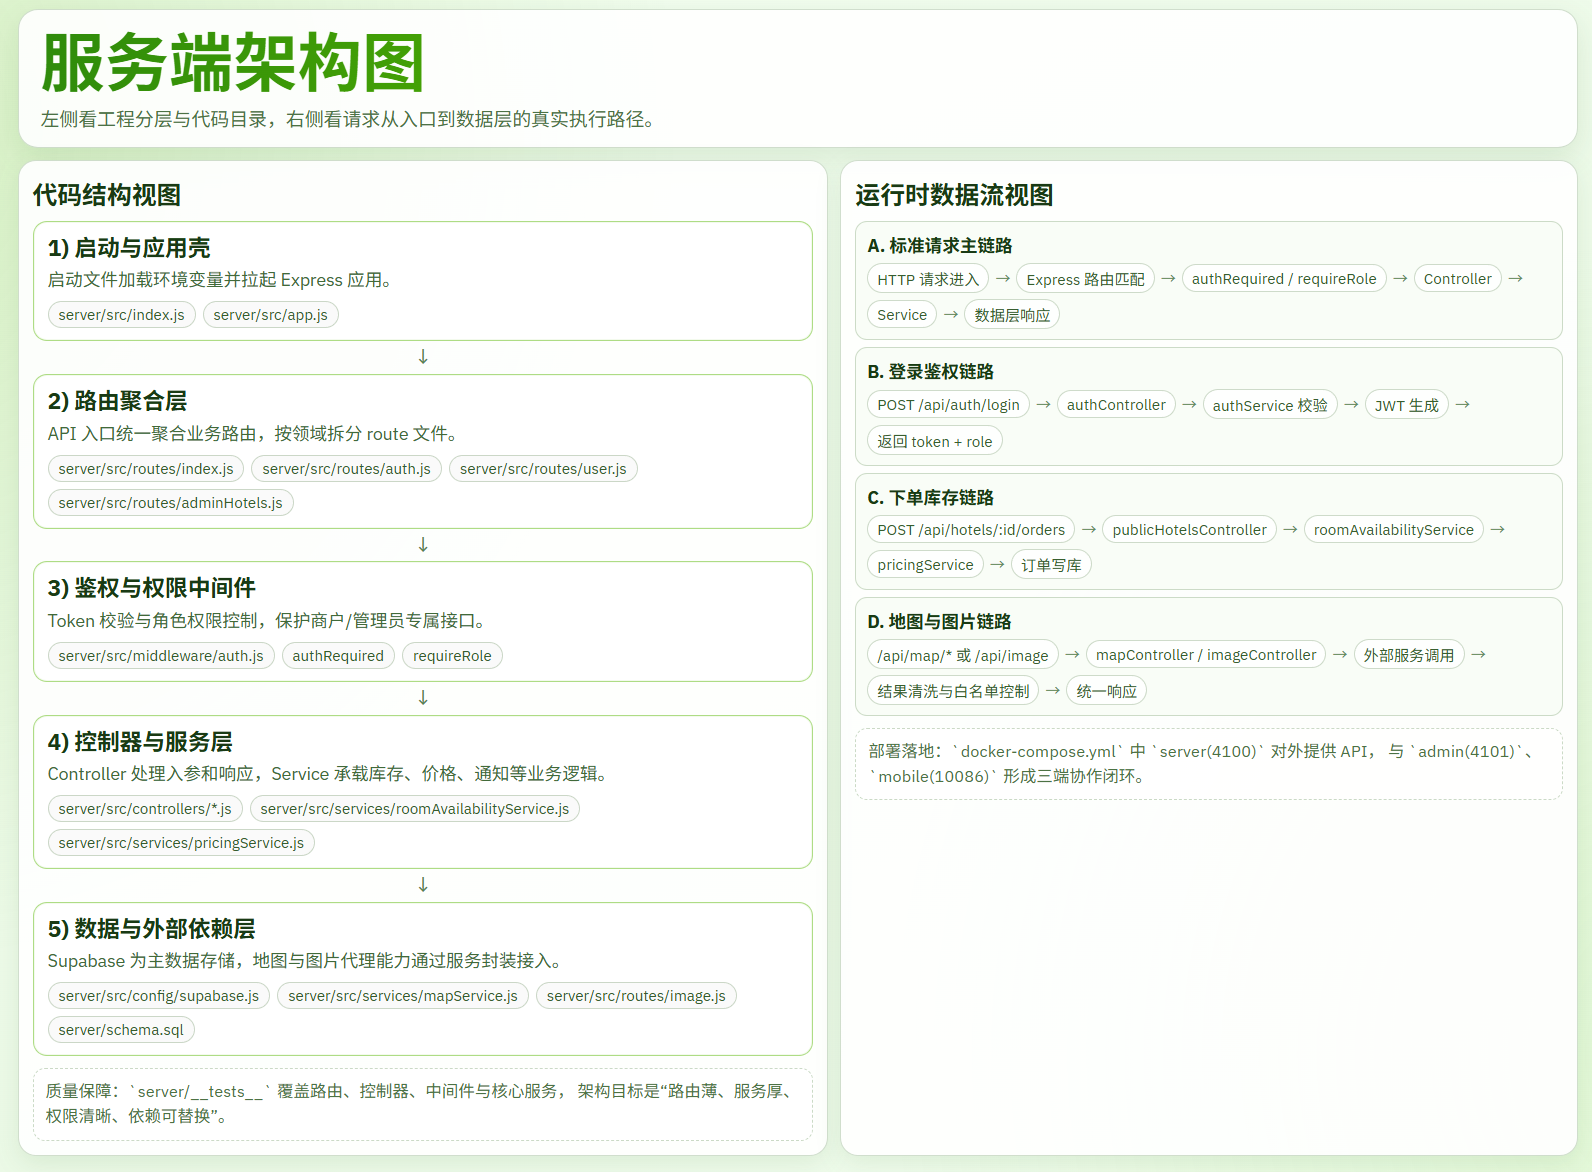 服务端架构图
左侧看工程分层与代码目录，右侧看请求从入口到数据层的真实执行路径。
代码结构视图
1) 启动与应用壳
启动文件加载环境变量并拉起 Express 应用。
server/src/index.js server/src/app.js
↓
2) 路由聚合层
API 入口统一聚合业务路由，按领域拆分 route 文件。
server/src/routes/index.js server/src/routes/auth.js server/src/routes/user.js
server/src/routes/adminHotels.js
↓
3) 鉴权与权限中间件
Token 校验与角色权限控制，保护商户/管理员专属接口。
server/src/middleware/auth.js authRequired requireRole
↓
4) 控制器与服务层
Controller 处理入参和响应，Service 承载库存、价格、通知等业务逻辑。
server/src/controllers/*.js server/src/services/roomAvailabilityService.js
server/src/services/pricingService.js
↓
5) 数据与外部依赖层
Supabase 为主数据存储，地图与图片代理能力通过服务封装接入。
server/src/config/supabase.js server/src/services/mapService.js server/src/routes/image.js
server/schema.sql
质量保障：`server/__tests__` 覆盖路由、控制器、中间件与核心服务， 架构目标是“路由薄、服务厚、
权限清晰、依赖可替换”。
运行时数据流视图
A. 标准请求主链路
HTTP 请求进入 → Express 路由匹配 → authRequired / requireRole → Controller →
Service → 数据层响应
B. 登录鉴权链路
POST /api/auth/login → authController → authService 校验 → JWT 生成 →
返回 token + role
C. 下单库存链路
POST /api/hotels/:id/orders → publicHotelsController → roomAvailabilityService →
pricingService → 订单写库
D. 地图与图片链路
/api/map/* 或 /api/image → mapController / imageController → 外部服务调用 →
结果清洗与白名单控制 → 统一响应
部署落地：`docker-compose.yml` 中 `server(4100)` 对外提供 API， 与 `admin(4101)`、
`mobile(10086)` 形成三端协作闭环。